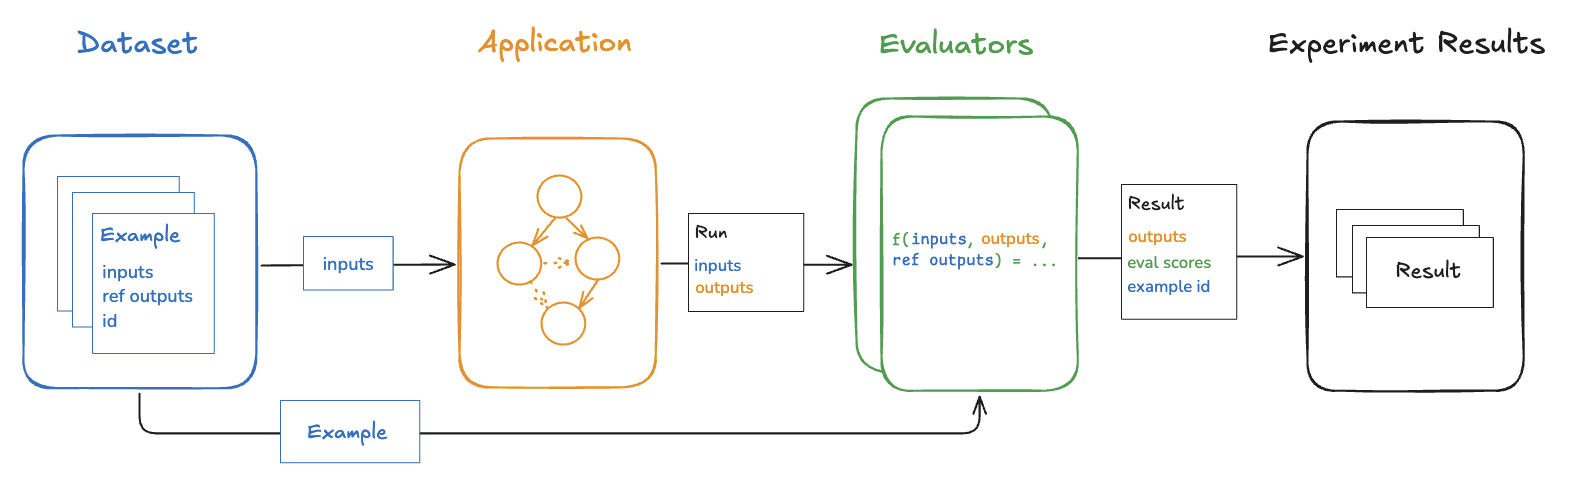 Dataset
Application
Evaluators
Experiment Results
Example
inputs
ref outputs
id
inputs
Run
inputs
outputs
f(inputs, outputs,
ref outputs) = ...
Result
outputs
eval scores
example id
Result
Example